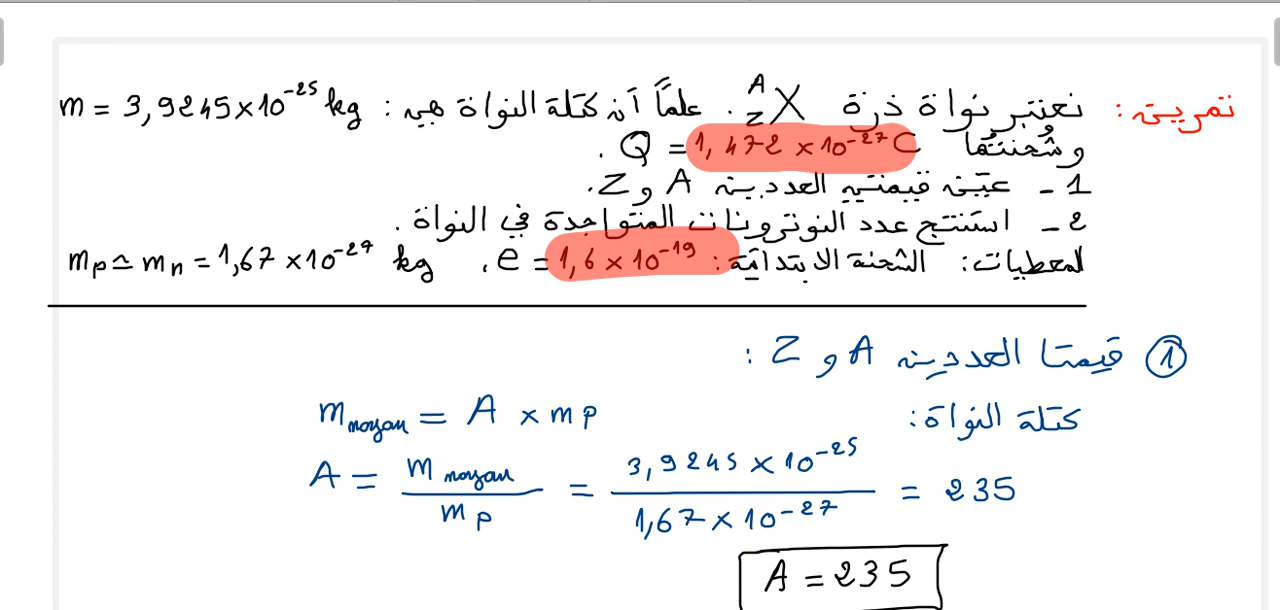 تمرين: نعتبر نواة ذرة ᴬ_ZX. علماً أن كتلة النواة هي: m = 3,9245×10⁻²⁵ kg
وشحنتها Q = 1,472 × 10⁻²⁷ C .
1 - عيّن قيمتي العددين A و Z.
2 - استنتج عدد النوترونات المتواجدة في النواة.
المعطيات: الشحنة الابتدائية: e = 1,6 × 10⁻¹⁹ . mp ≃ mn = 1,67 × 10⁻²⁷ kg
① قيمتا العددين A و Z :
كتلة النواة:
m noyau = A × mp
A = m noyau / mp = 3,9245 × 10⁻²⁵ / 1,67 × 10⁻²⁷ = 235
A = 235